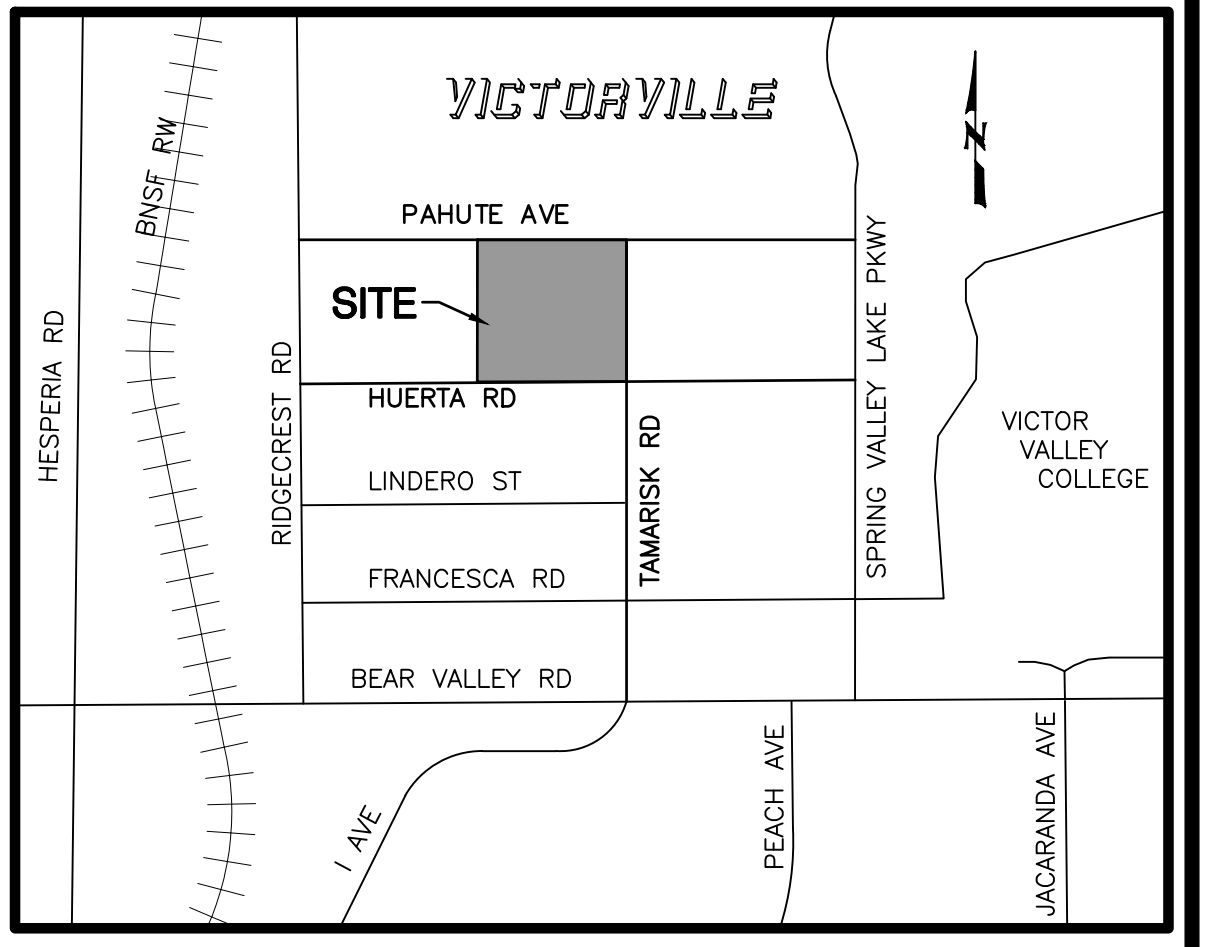 VICTORVILLE
N
BNSF RW
PAHUTE AVE
SITE
HESPERIA RD
RIDGECREST RD
HUERTA RD
SPRING VALLEY LAKE PKWY
TAMARISK RD
VICTOR
VALLEY
COLLEGE
LINDERO ST
FRANCESCA RD
BEAR VALLEY RD
I AVE
PEACH AVE
JACARANDA AVE